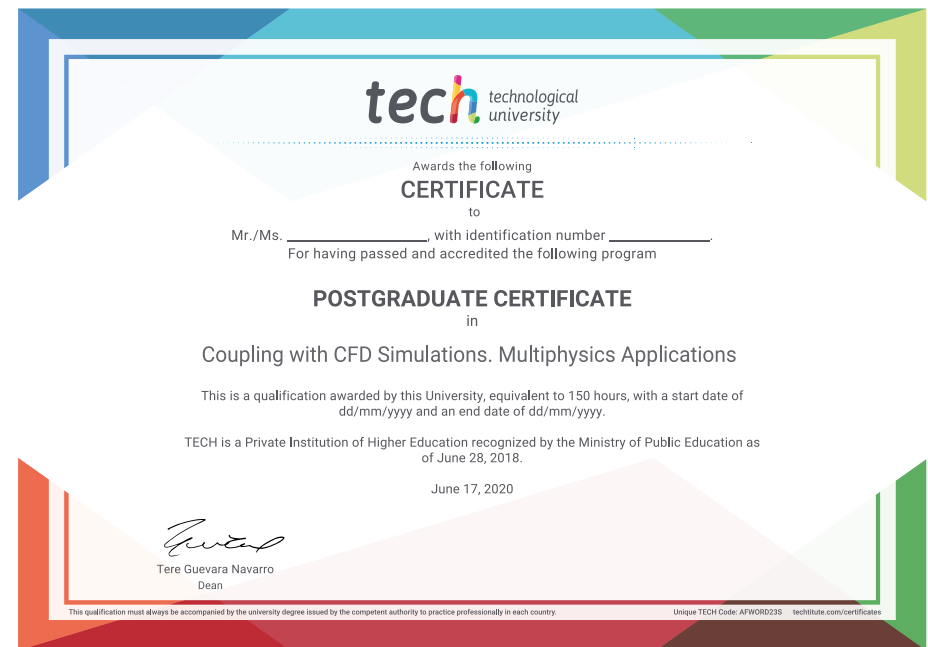 tech technological
university
Awards the following
CERTIFICATE
to
Mr./Ms. ____________________, with identification number ______________.
For having passed and accredited the following program
POSTGRADUATE CERTIFICATE
in
Coupling with CFD Simulations. Multiphysics Applications
This is a qualification awarded by this University, equivalent to 150 hours, with a start date of
dd/mm/yyyy and an end date of dd/mm/yyyy.
TECH is a Private Institution of Higher Education recognized by the Ministry of Public Education as
of June 28, 2018.
June 17, 2020
Tere Guevara Navarro
Dean
This qualification must always be accompanied by the university degree issued by the competent authority to practice professionally in each country. Unique TECH Code: AFWORD23S techtitute.com/certificates